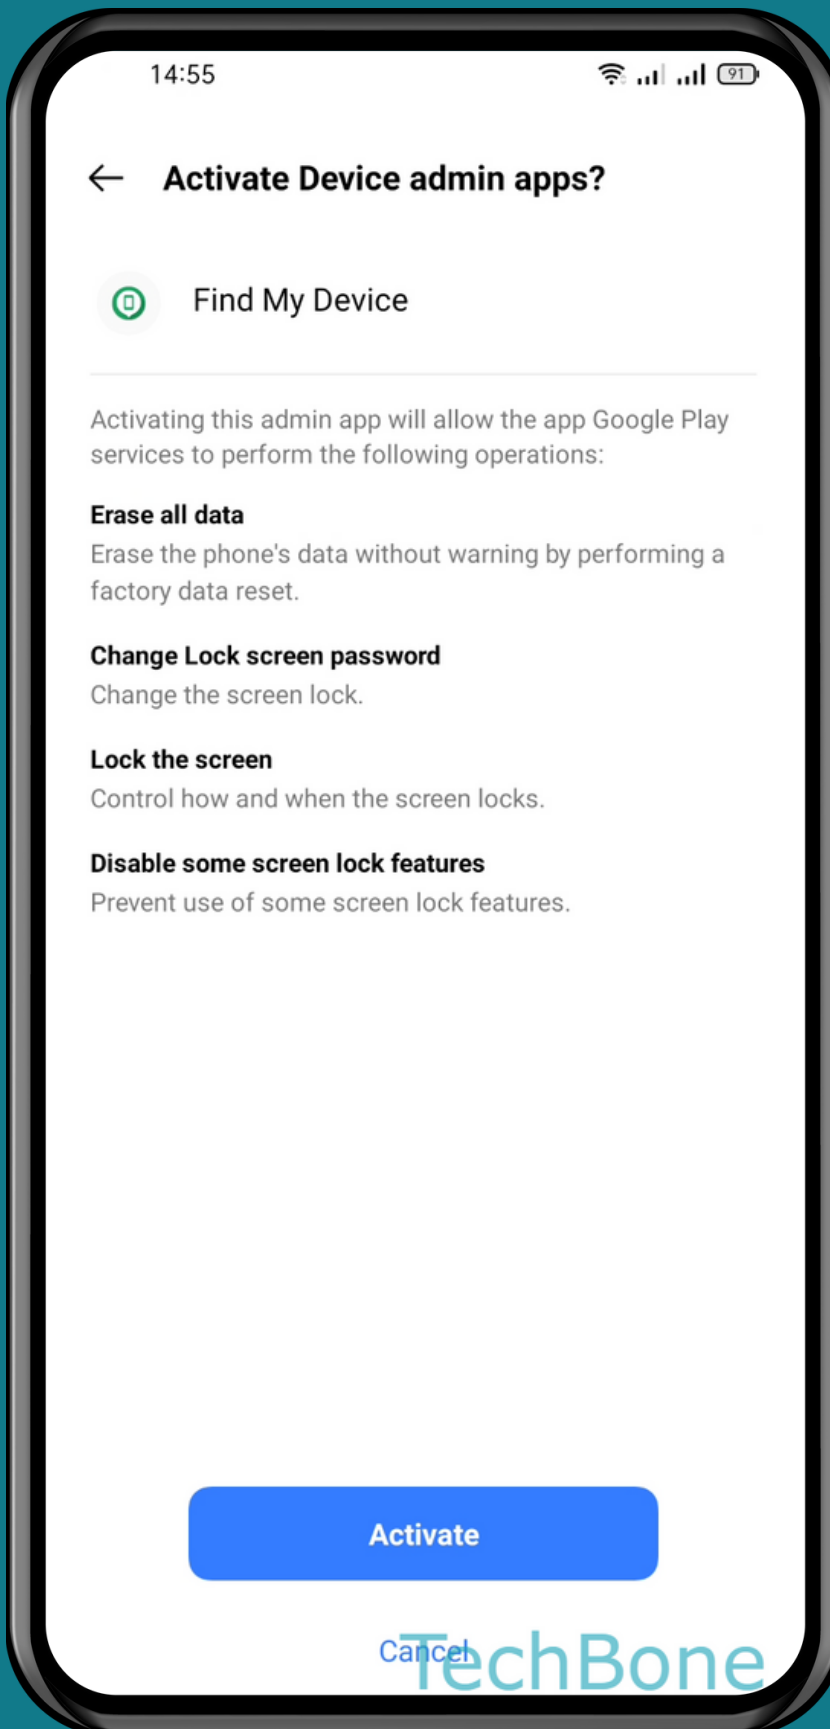 14:55
91
Activate Device admin apps?
Find My Device
Activating this admin app will allow the app Google Play
services to perform the following operations:
Erase all data
Erase the phone's data without warning by performing a
factory data reset.
Change Lock screen password
Change the screen lock.
Lock the screen
Control how and when the screen locks.
Disable some screen lock features
Prevent use of some screen lock features.
Activate
Cancel
TechBone